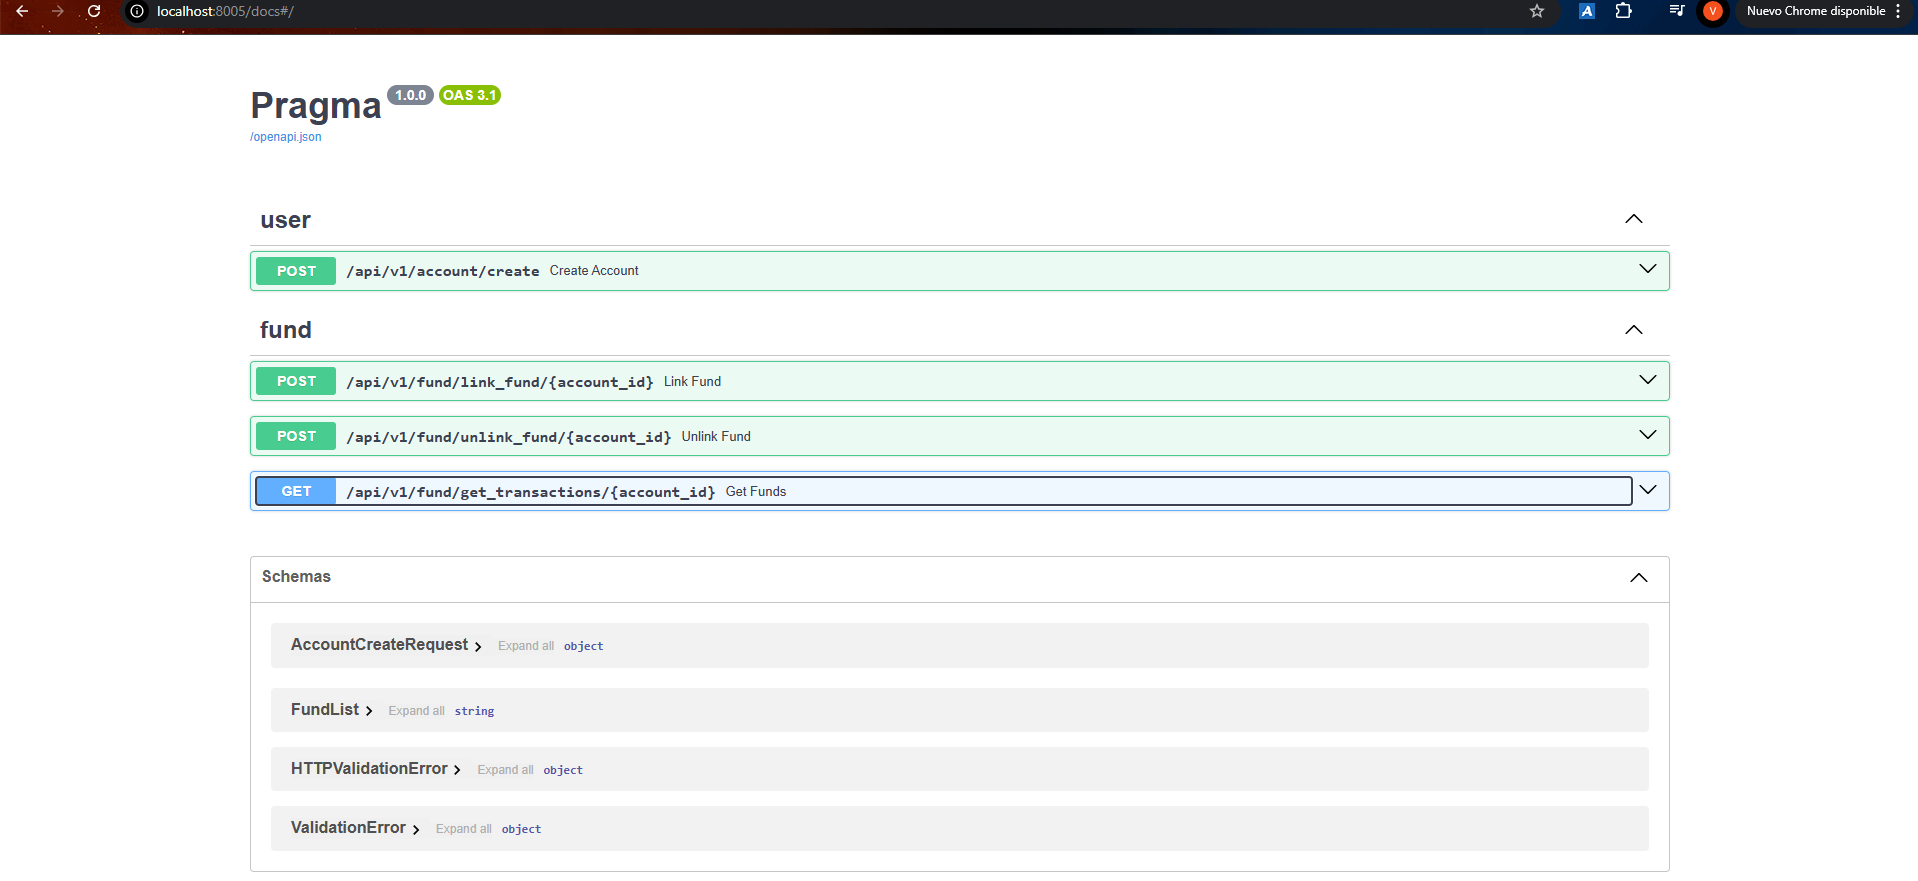 localhost:8005/docs#/
A
V
Nuevo Chrome disponible
Pragma 1.0.0 OAS 3.1
/openapi.json
user
POST /api/v1/account/create Create Account
fund
POST /api/v1/fund/link_fund/{account_id} Link Fund
POST /api/v1/fund/unlink_fund/{account_id} Unlink Fund
GET /api/v1/fund/get_transactions/{account_id} Get Funds
Schemas
AccountCreateRequest Expand all object
FundList Expand all string
HTTPValidationError Expand all object
ValidationError Expand all object